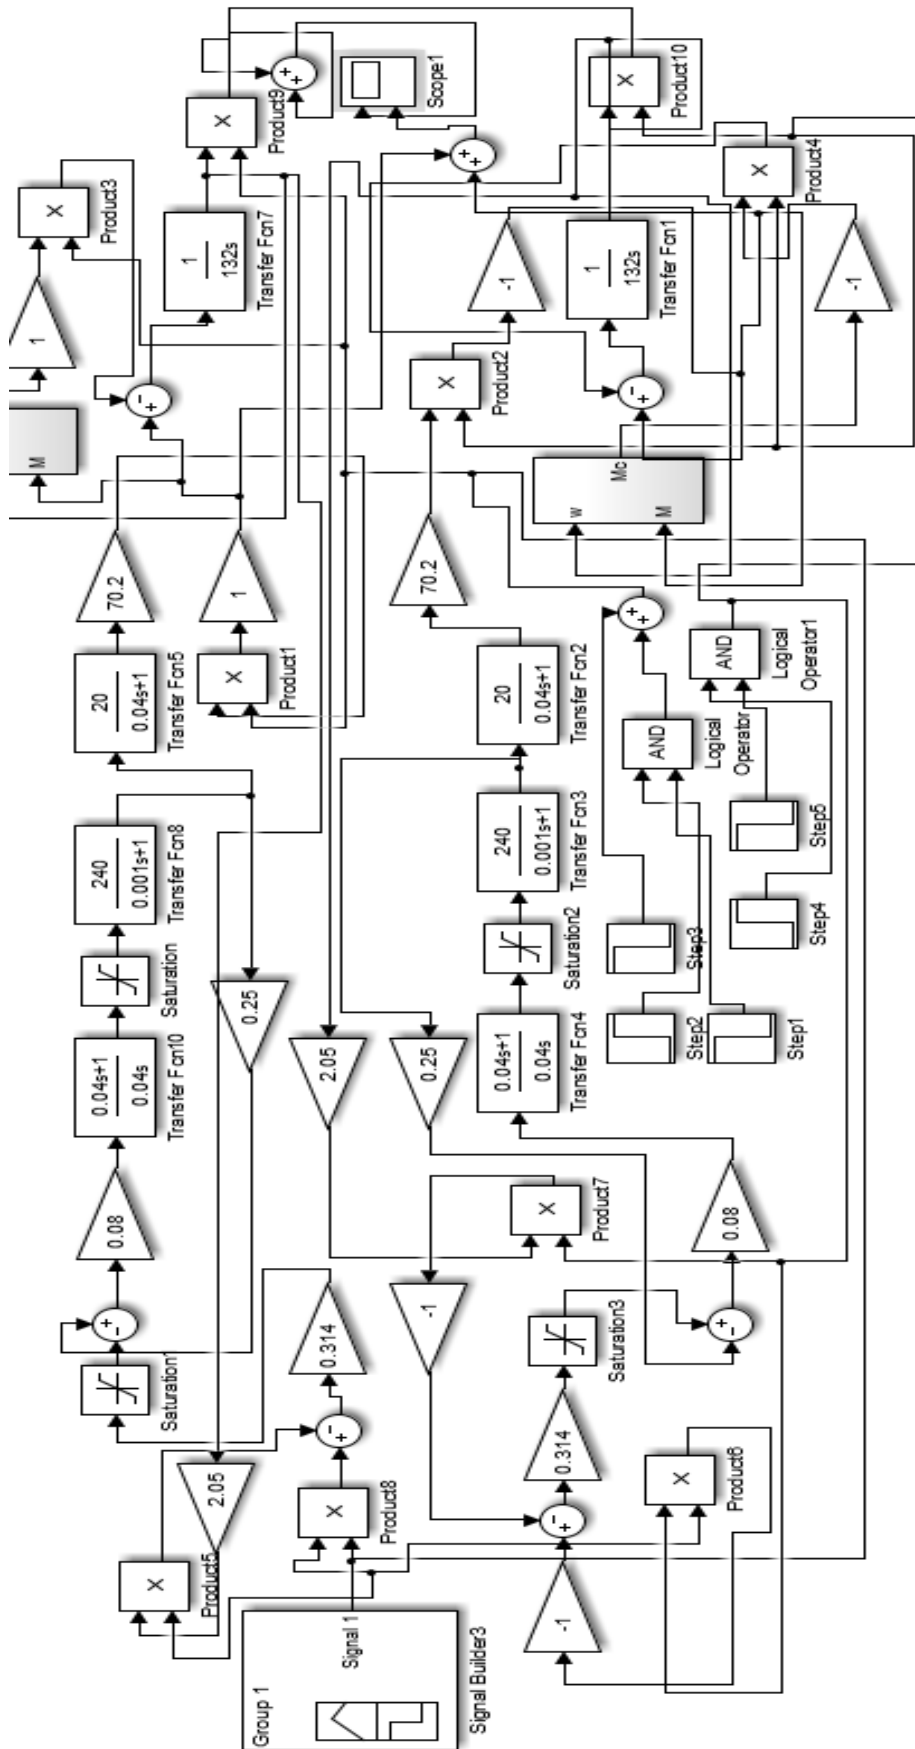 Group 1
Signal 1
Signal Builder3
X
Product5
2.05
X
Product8
- +
0.314
Saturation1
- +
0.08
0.04s+1
0.04s
Transfer Fcn10
Saturation
240
0.001s+1
Transfer Fcn8
0.25
20
0.04s+1
Transfer Fcn5
70.2
X
Product1
1
M
1
X
Product3
+ -
1
132s
Transfer Fcn7
X
Product9
+ +
Scope1
2.05
0.25
X
Product7
-1
-1
+ -
0.314
Saturation3
X
Product6
- +
0.08
0.04s+1
0.04s
Transfer Fcn4
Saturation2
240
0.001s+1
Transfer Fcn3
20
0.04s+1
Transfer Fcn2
70.2
X
Product2
-1
+ +
w
M
Mc
+ -
1
132s
Transfer Fcn1
X
Product10
X
Product4
-1
Step2
Step3
Step1
Step4
Step5
AND
Logical
Operator
+ +
AND
Logical
Operator1